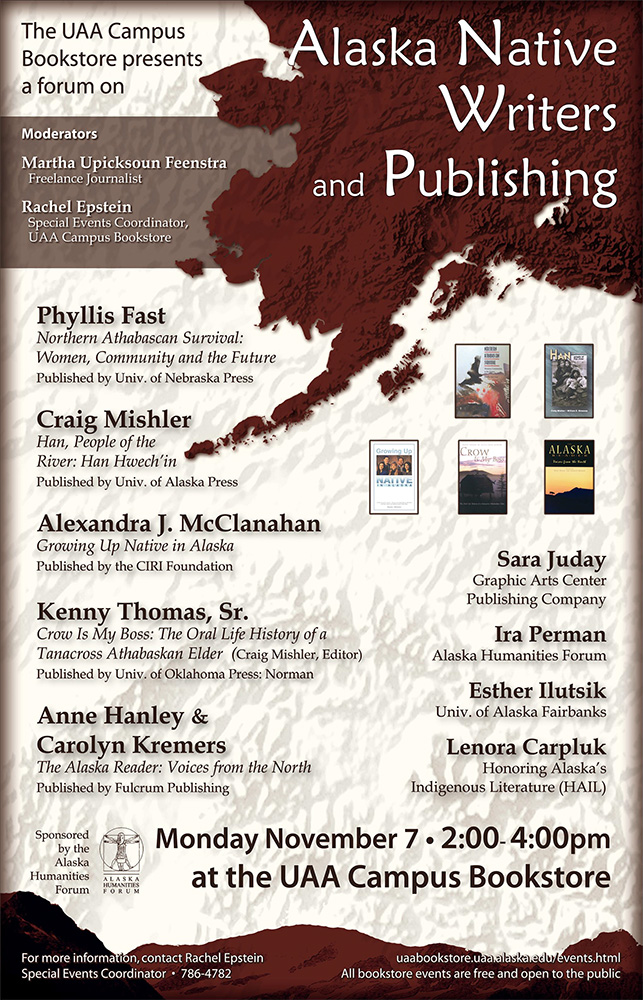 The UAA Campus
Bookstore presents
a forum on
Alaska Native
Writers
and Publishing
Moderators
Martha Upicksoun Feenstra
Freelance Journalist
Rachel Epstein
Special Events Coordinator,
UAA Campus Bookstore
Phyllis Fast
Northern Athabascan Survival:
Women, Community and the Future
Published by Univ. of Nebraska Press
Craig Mishler
Han, People of the
River: Han Hwech'in
Published by Univ. of Alaska Press
Alexandra J. McClanahan
Growing Up Native in Alaska
Published by the CIRI Foundation
Kenny Thomas, Sr.
Crow Is My Boss: The Oral Life History of a
Tanacross Athabaskan Elder (Craig Mishler, Editor)
Published by Univ. of Oklahoma Press: Norman
Anne Hanley &
Carolyn Kremers
The Alaska Reader: Voices from the North
Published by Fulcrum Publishing
HAN
Growing Up
NATIVE
CROW
Is My Boss
ALASKA
Sara Juday
Graphic Arts Center
Publishing Company
Ira Perman
Alaska Humanities Forum
Esther Ilutsik
Univ. of Alaska Fairbanks
Lenora Carpluk
Honoring Alaska's
Indigenous Literature (HAIL)
Sponsored
by the
Alaska
Humanities
Forum
ALASKA
HUMANITIES
FORUM
Monday November 7 • 2:00-4:00pm
at the UAA Campus Bookstore
For more information, contact Rachel Epstein
Special Events Coordinator • 786-4782
uaabookstore.uaa.alaska.edu/events.html
All bookstore events are free and open to the public